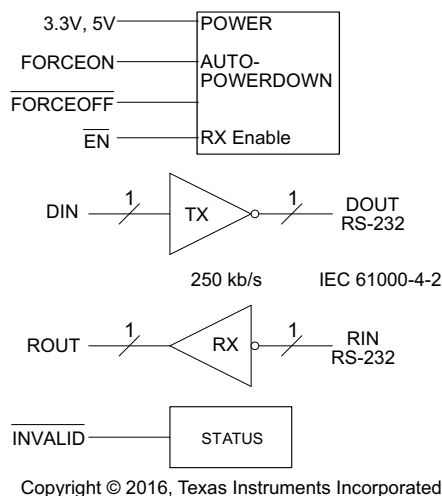 3.3V, 5V POWER
FORCEON AUTO-
POWERDOWN
FORCEOFF
EN RX Enable
DIN 1 TX 1 DOUT
RS-232
250 kb/s IEC 61000-4-2
ROUT 1 RX 1 RIN
RS-232
INVALID STATUS
Copyright © 2016, Texas Instruments Incorporated